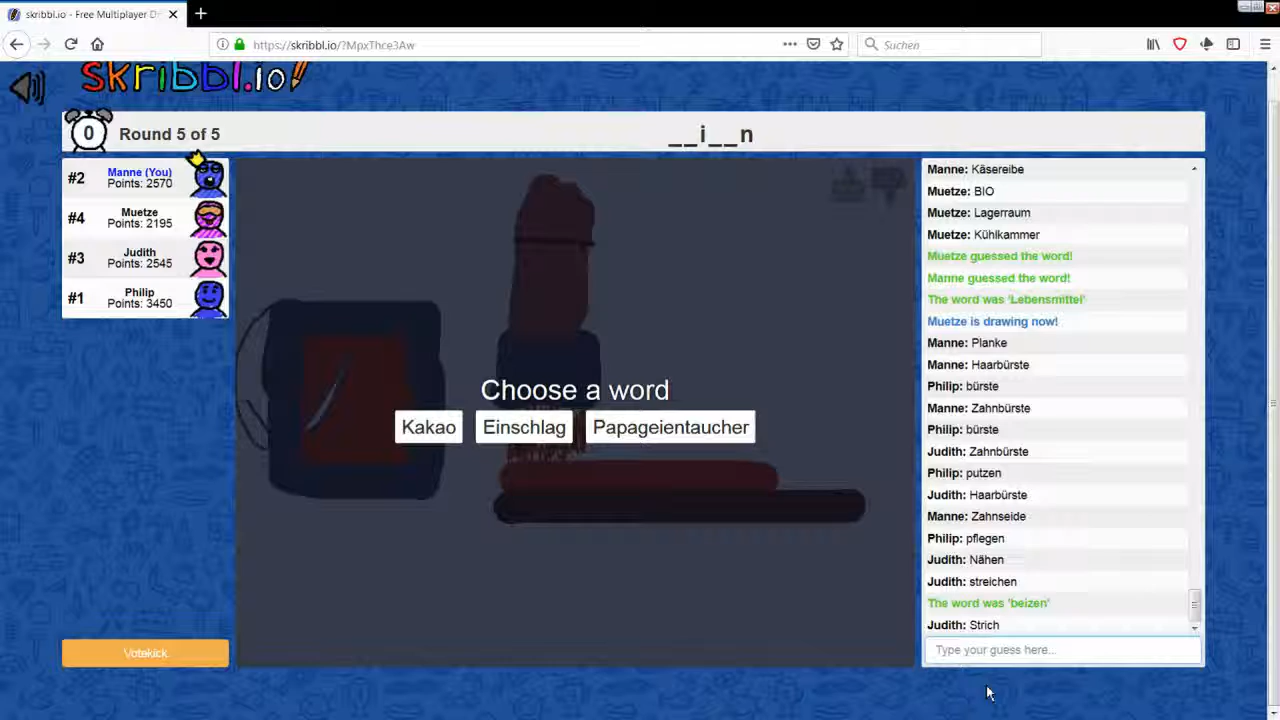 skribbl.io - Free Multiplayer D
https://skribbl.io/?MpxThce3Aw
Suchen
skribbl.io!
0
Round 5 of 5
__i__n
#2
Manne (You)
Points: 2570
#4
Muetze
Points: 2195
#3
Judith
Points: 2545
#1
Philip
Points: 3450
Votekick
Choose a word
Kakao
Einschlag
Papageientaucher
Manne: Käsereibe
Muetze: BIO
Muetze: Lagerraum
Muetze: Kühlkammer
Muetze guessed the word!
Manne guessed the word!
The word was 'Lebensmittel'
Muetze is drawing now!
Manne: Planke
Manne: Haarbürste
Philip: bürste
Manne: Zahnbürste
Philip: bürste
Judith: Zahnbürste
Philip: putzen
Judith: Haarbürste
Manne: Zahnseide
Philip: pflegen
Judith: Nähen
Judith: streichen
The word was 'beizen'
Judith: Strich
Type your guess here...